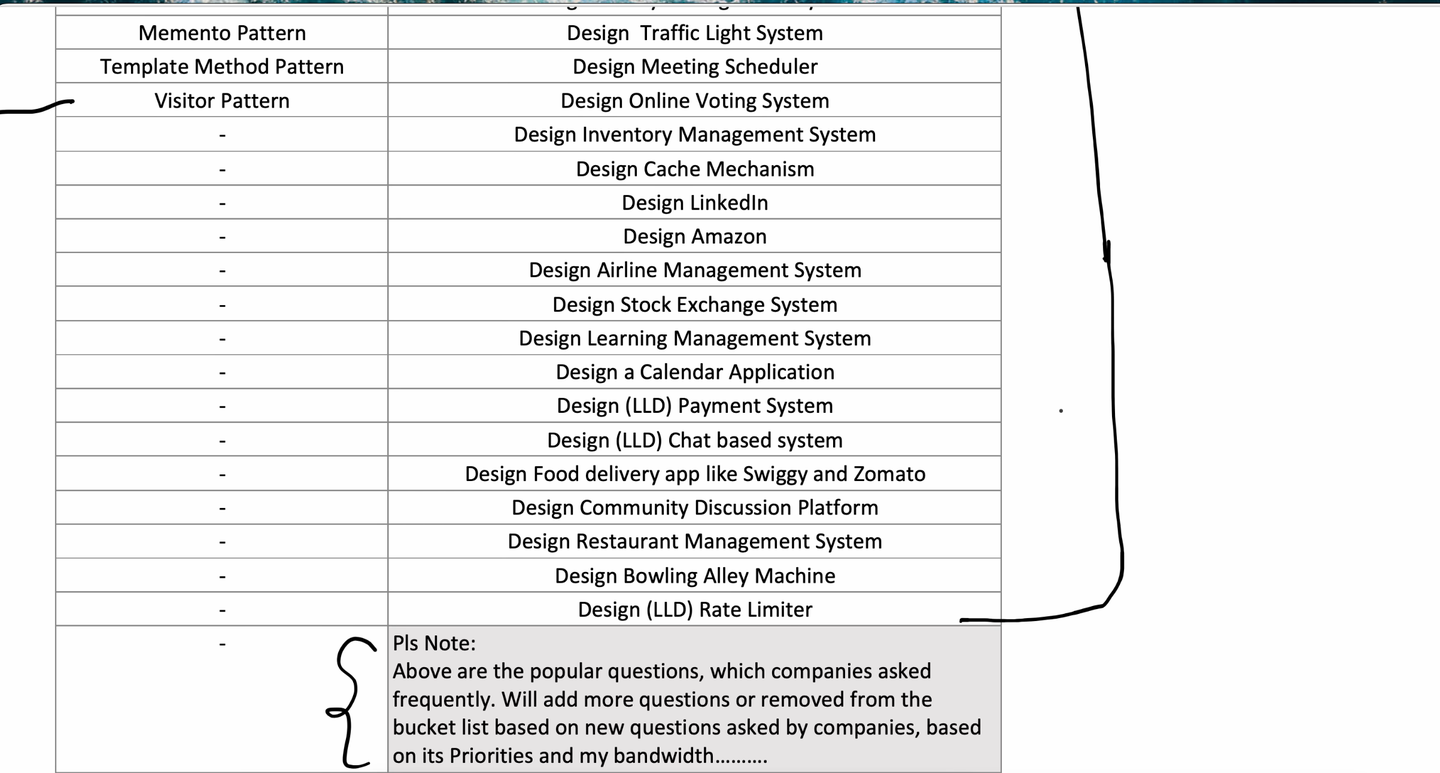 Memento Pattern Design Traffic Light System
Template Method Pattern Design Meeting Scheduler
Visitor Pattern Design Online Voting System
- Design Inventory Management System
- Design Cache Mechanism
- Design LinkedIn
- Design Amazon
- Design Airline Management System
- Design Stock Exchange System
- Design Learning Management System
- Design a Calendar Application
- Design (LLD) Payment System
- Design (LLD) Chat based system
- Design Food delivery app like Swiggy and Zomato
- Design Community Discussion Platform
- Design Restaurant Management System
- Design Bowling Alley Machine
- Design (LLD) Rate Limiter
- Pls Note:
Above are the popular questions, which companies asked
frequently. Will add more questions or removed from the
bucket list based on new questions asked by companies, based
on its Priorities and my bandwidth..........